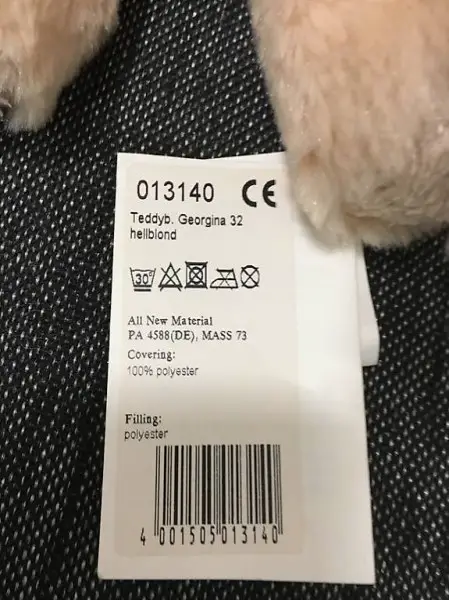 013140 CE
Teddyb. Georgina 32
hellblond
30°
All New Material
PA 4588(DE), MASS 73
Covering:
100% polyester
Filling:
polyester
4 001505 013140